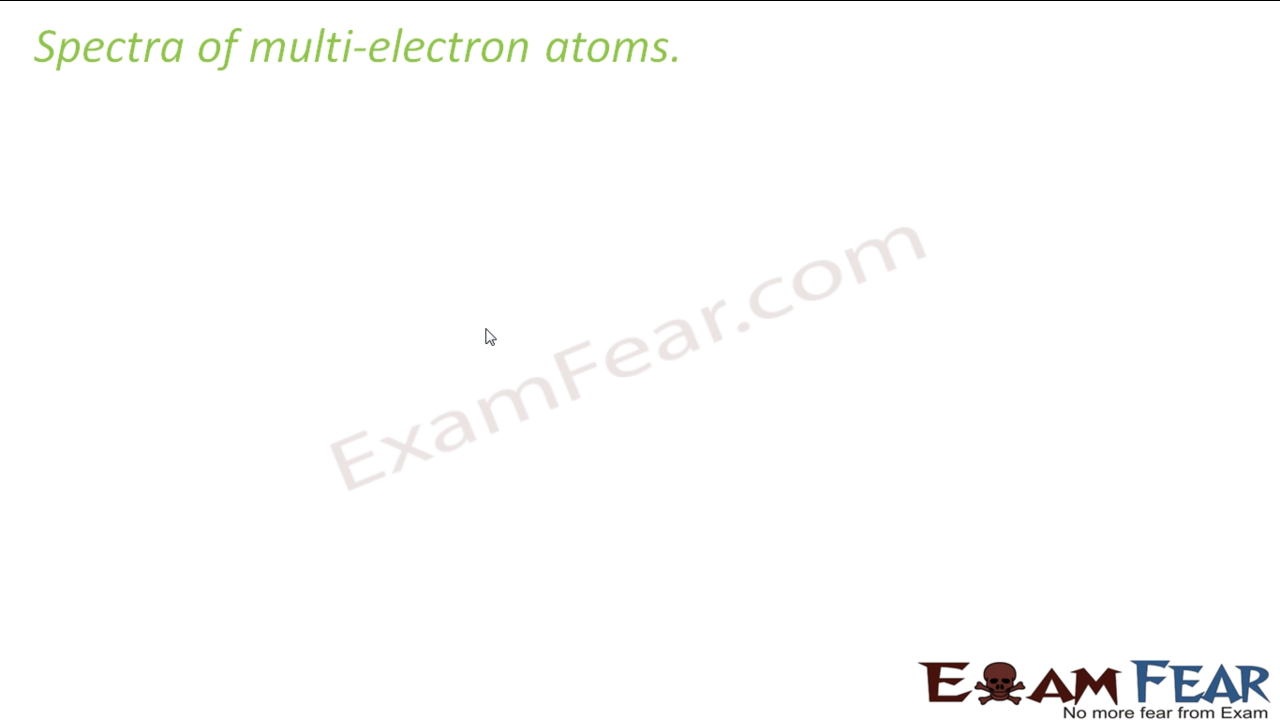 Spectra of multi-electron atoms.
ExamFear.com
EXAM FEAR
No more fear from Exam